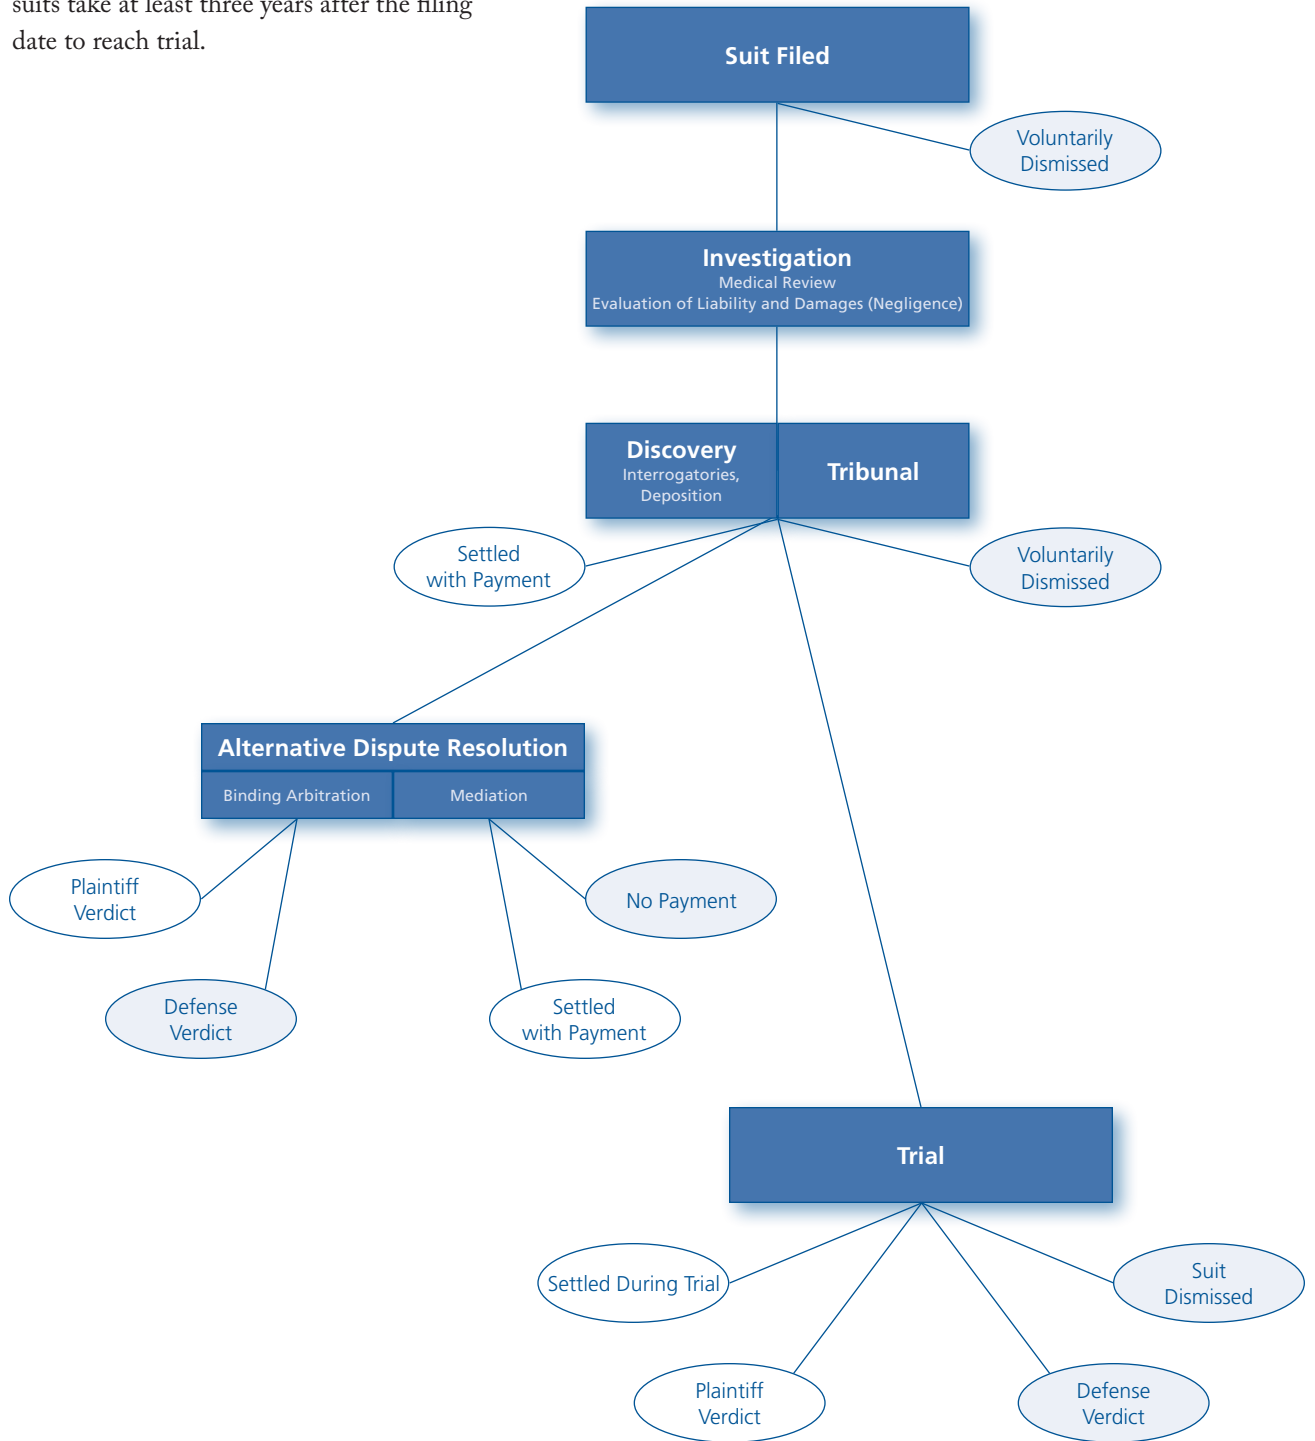 suits take at least three years after the filing
date to reach trial.
Suit Filed
Voluntarily
Dismissed
Investigation
Medical Review
Evaluation of Liability and Damages (Negligence)
Discovery
Interrogatories,
Deposition
Tribunal
Settled
with Payment
Voluntarily
Dismissed
Alternative Dispute Resolution
Binding Arbitration
Mediation
Plaintiff
Verdict
No Payment
Defense
Verdict
Settled
with Payment
Trial
Settled During Trial
Suit
Dismissed
Plaintiff
Verdict
Defense
Verdict